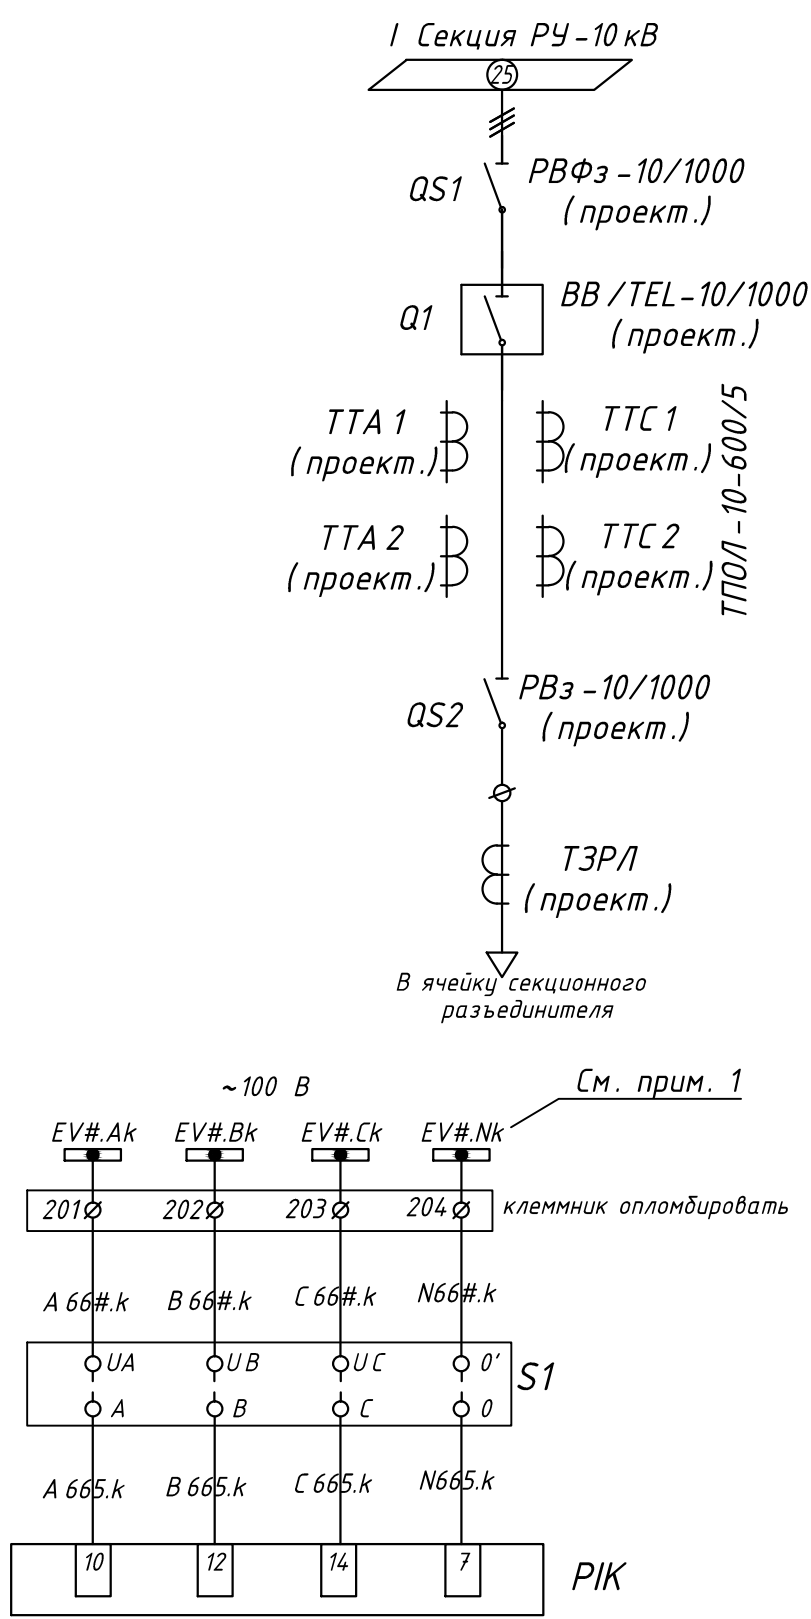 I Секция РУ-10 кВ
25
QS1
РВФз-10/1000
(проект.)
Q1
ВВ/TEL-10/1000
(проект.)
ТТА 1
(проект.)
ТТС 1
(проект.)
ТТА 2
(проект.)
ТТС 2
(проект.)
ТПОЛ-10-600/5
QS2
РВз-10/1000
(проект.)
ТЗРЛ
(проект.)
В ячейку секционного
разъединителя
~100 В
См. прим. 1
EV#.Ak EV#.Bk EV#.Ck EV#.Nk
201 202 203 204 клеммник опломбировать
A 66#.k B 66#.k C 66#.k N66#.k
UA UB UC 0'
S1
A B C 0
A 665.k B 665.k C 665.k N665.k
10 12 14 7
PIK